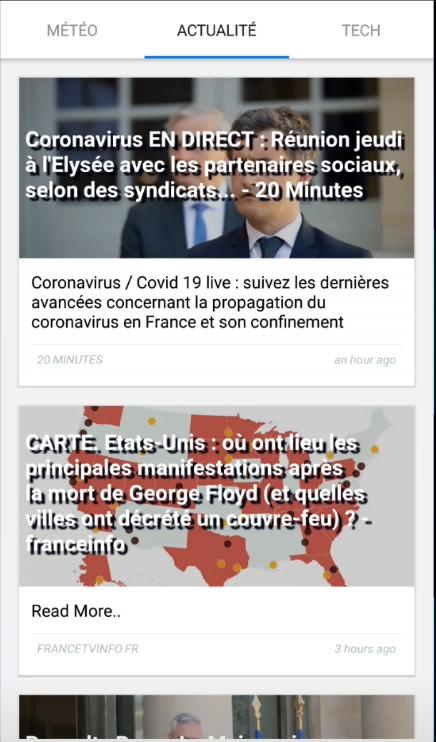 MÉTÉO ACTUALITÉ TECH
Coronavirus EN DIRECT : Réunion jeudi
à l'Elysée avec les partenaires sociaux,
selon des syndicats... - 20 Minutes
Coronavirus / Covid 19 live : suivez les dernières
avancées concernant la propagation du
coronavirus en France et son confinement
20 MINUTES an hour ago
CARTE. Etats-Unis : où ont lieu les
principales manifestations après
la mort de George Floyd (et quelles
villes ont décrété un couvre-feu) ? -
franceinfo
Read More..
FRANCETVINFO.FR 3 hours ago